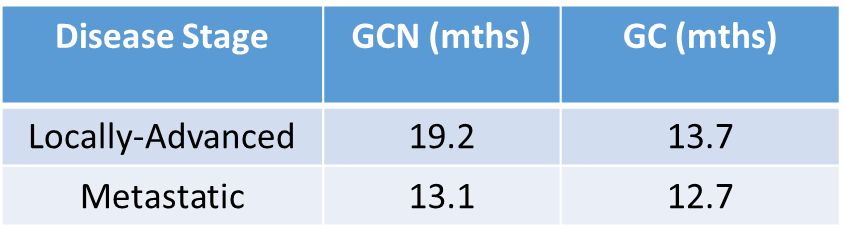 Disease Stage GCN (mths) GC (mths)
Locally-Advanced 19.2 13.7
Metastatic 13.1 12.7